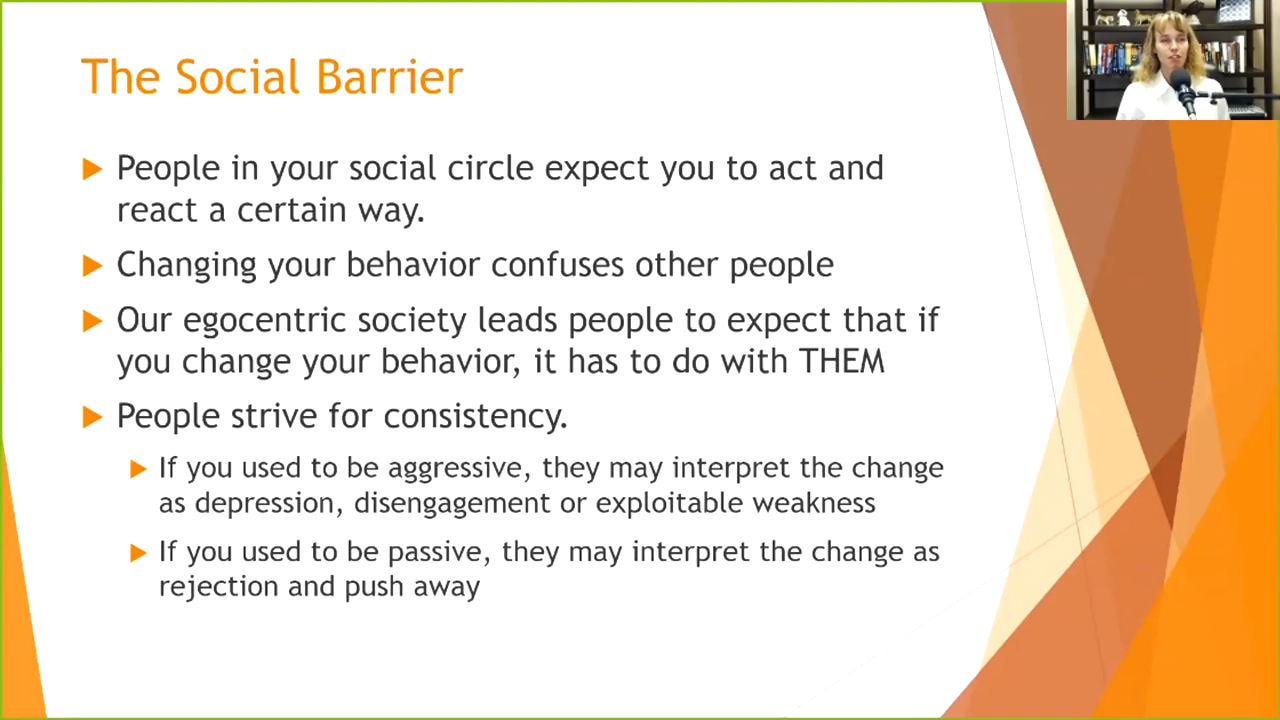 The Social Barrier
People in your social circle expect you to act and
react a certain way.
Changing your behavior confuses other people
Our egocentric society leads people to expect that if
you change your behavior, it has to do with THEM
People strive for consistency.
If you used to be aggressive, they may interpret the change
as depression, disengagement or exploitable weakness
If you used to be passive, they may interpret the change as
rejection and push away